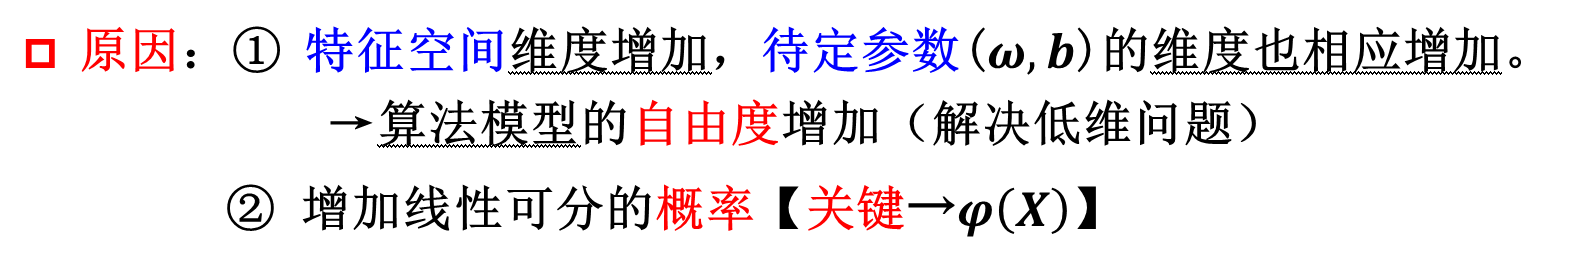 原因：① 特征空间维度增加，待定参数(ω, b)的维度也相应增加。
→算法模型的自由度增加（解决低维问题）
② 增加线性可分的概率【关键→φ(X)】